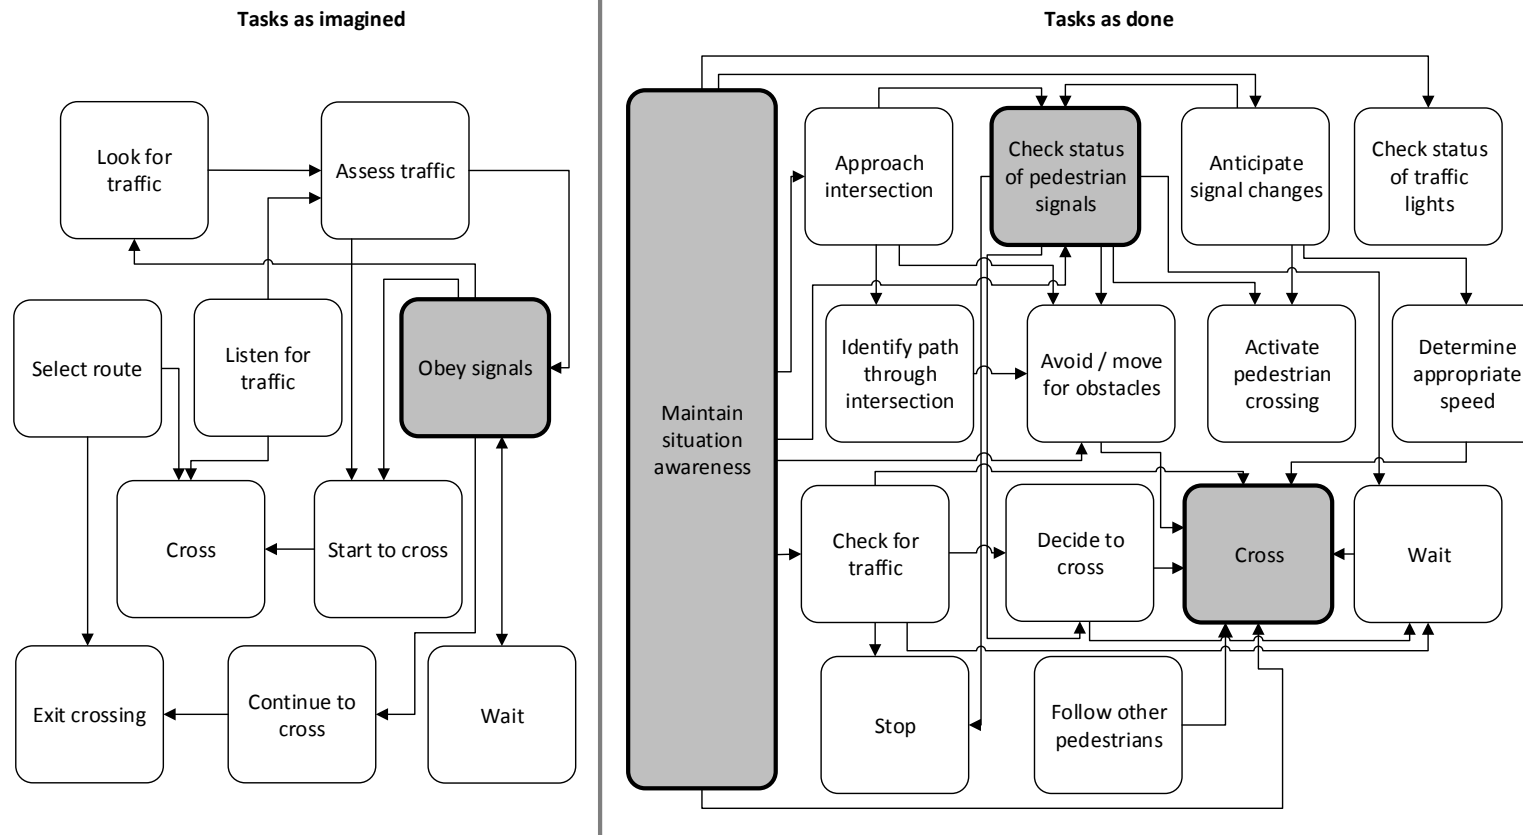 Tasks as imagined
Look for
traffic
Assess traffic
Select route
Listen for
traffic
Obey signals
Cross
Start to cross
Exit crossing
Continue to
cross
Wait
Tasks as done
Maintain
situation
awareness
Approach
intersection
Check status
of pedestrian
signals
Anticipate
signal changes
Check status
of traffic
lights
Identify path
through
intersection
Avoid / move
for obstacles
Activate
pedestrian
crossing
Determine
appropriate
speed
Check for
traffic
Decide to
cross
Cross
Wait
Stop
Follow other
pedestrians